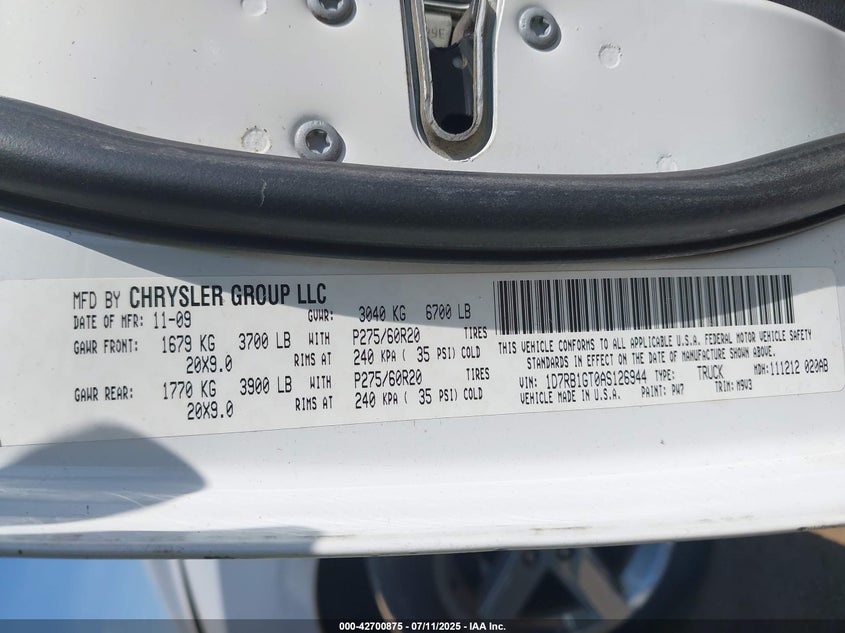 MFD BY CHRYSLER GROUP LLC
DATE OF MFR: 11-09 GVWR: 3040 KG 6700 LB
GAWR FRONT: 1679 KG 3700 LB WITH P275/60R20 TIRES
20X9.0 RIMS AT 240 KPA ( 35 PSI) COLD
GAWR REAR: 1770 KG 3900 LB WITH P275/60R20 TIRES
20X9.0 RIMS AT 240 KPA ( 35 PSI) COLD
THIS VEHICLE CONFORMS TO ALL APPLICABLE U.S.A. FEDERAL MOTOR VEHICLE SAFETY
STANDARDS IN EFFECT ON THE DATE OF MANUFACTURE SHOWN ABOVE.
VIN: 1D7RB1GT0AS126944 TYPE: TRUCK MDH: 111212 020AB
VEHICLE MADE IN U.S.A. PAINT: PW7 TRIM: M9V3
000-42700875 / 07/11/2025 / IAA Inc.